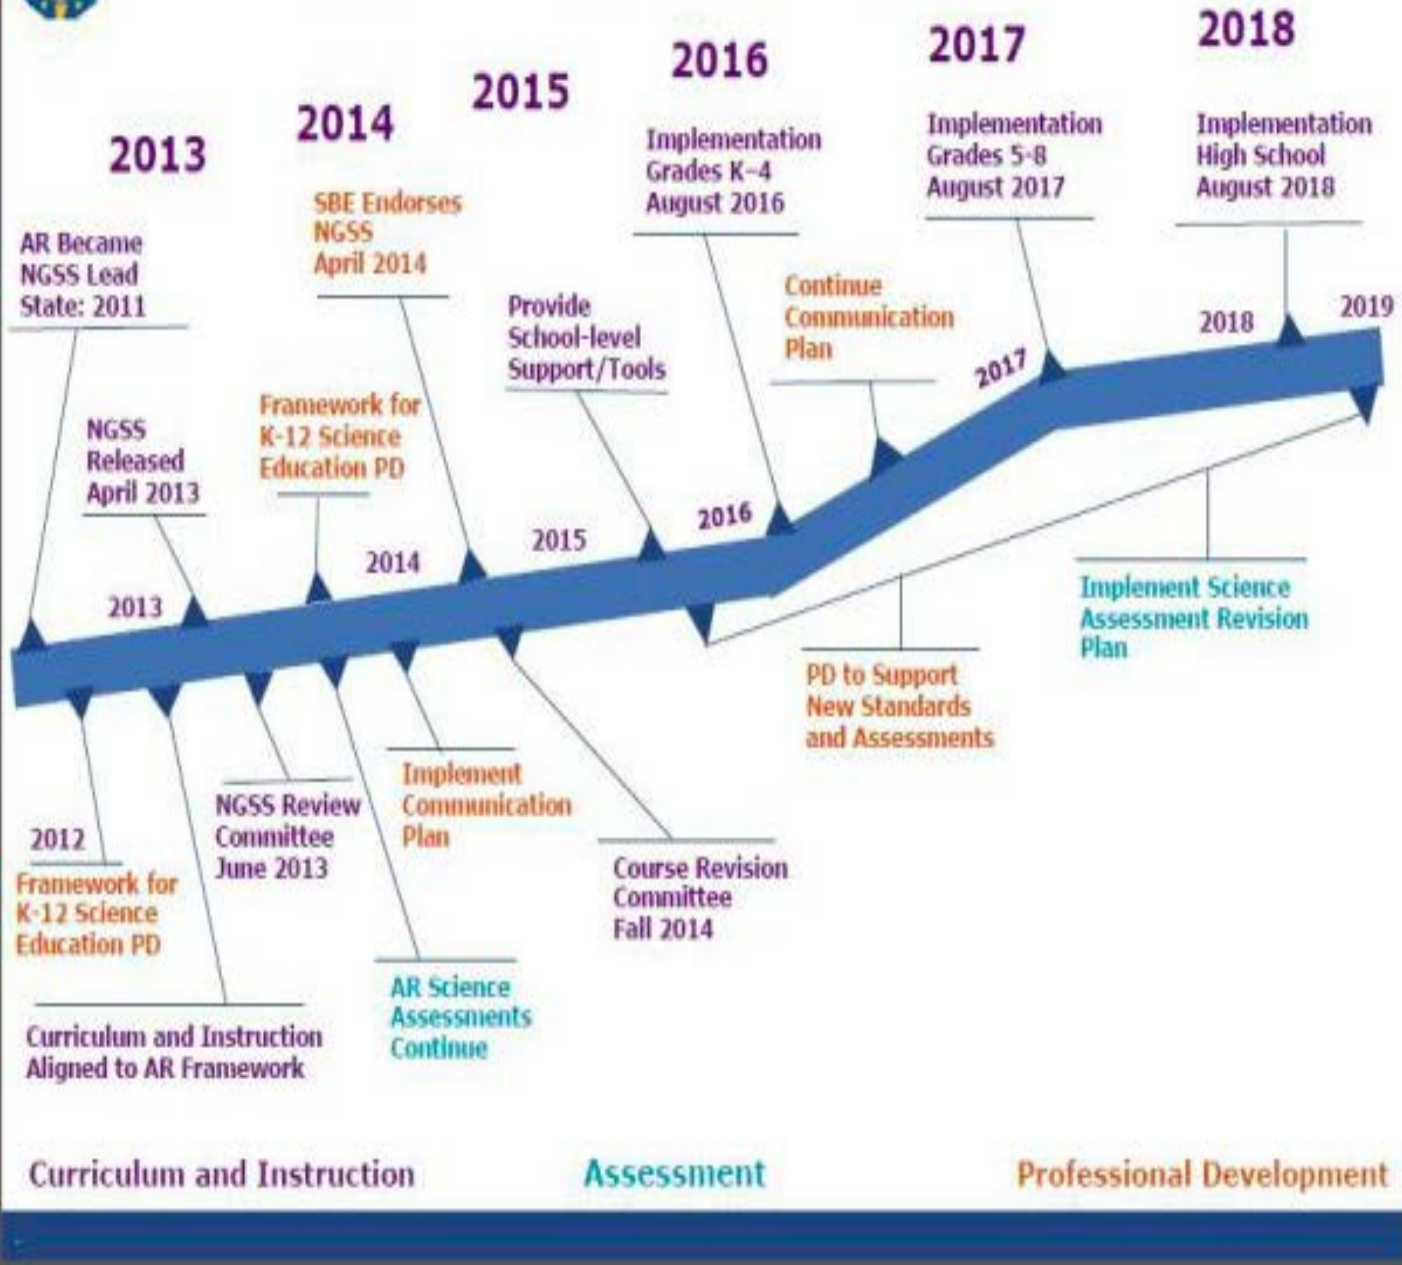 2013
2014
2015
2016
2017
2018
AR Became
NGSS Lead
State: 2011
NGSS
Released
April 2013
Framework for
K-12 Science
Education PD
SBE Endorses
NGSS
April 2014
Provide
School-level
Support/Tools
Implementation
Grades K-4
August 2016
Continue
Communication
Plan
Implementation
Grades 5-8
August 2017
Implementation
High School
August 2018
2013
2014
2015
2016
2017
2018
2019
2012
Framework for
K-12 Science
Education PD
Curriculum and Instruction
Aligned to AR Framework
NGSS Review
Committee
June 2013
AR Science
Assessments
Continue
Implement
Communication
Plan
Course Revision
Committee
Fall 2014
PD to Support
New Standards
and Assessments
Implement Science
Assessment Revision
Plan
Curriculum and Instruction
Assessment
Professional Development